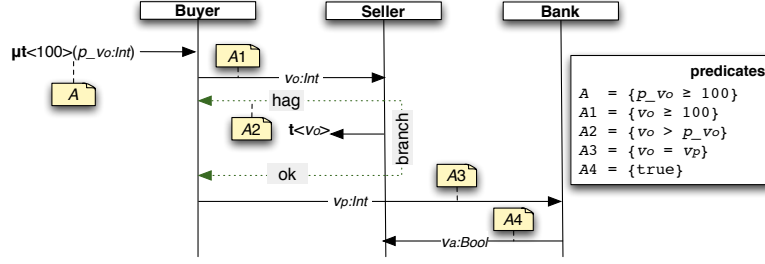 Buyer Seller Bank
μt<100>(p_vo:Int)
A1
vo:Int
A
hag
A2
t<vo>
branch
ok
A3
vp:Int
A4
va:Bool
predicates
A = {p_vo ≥ 100}
A1 = {vo ≥ 100}
A2 = {vo > p_vo}
A3 = {vo = vp}
A4 = {true}